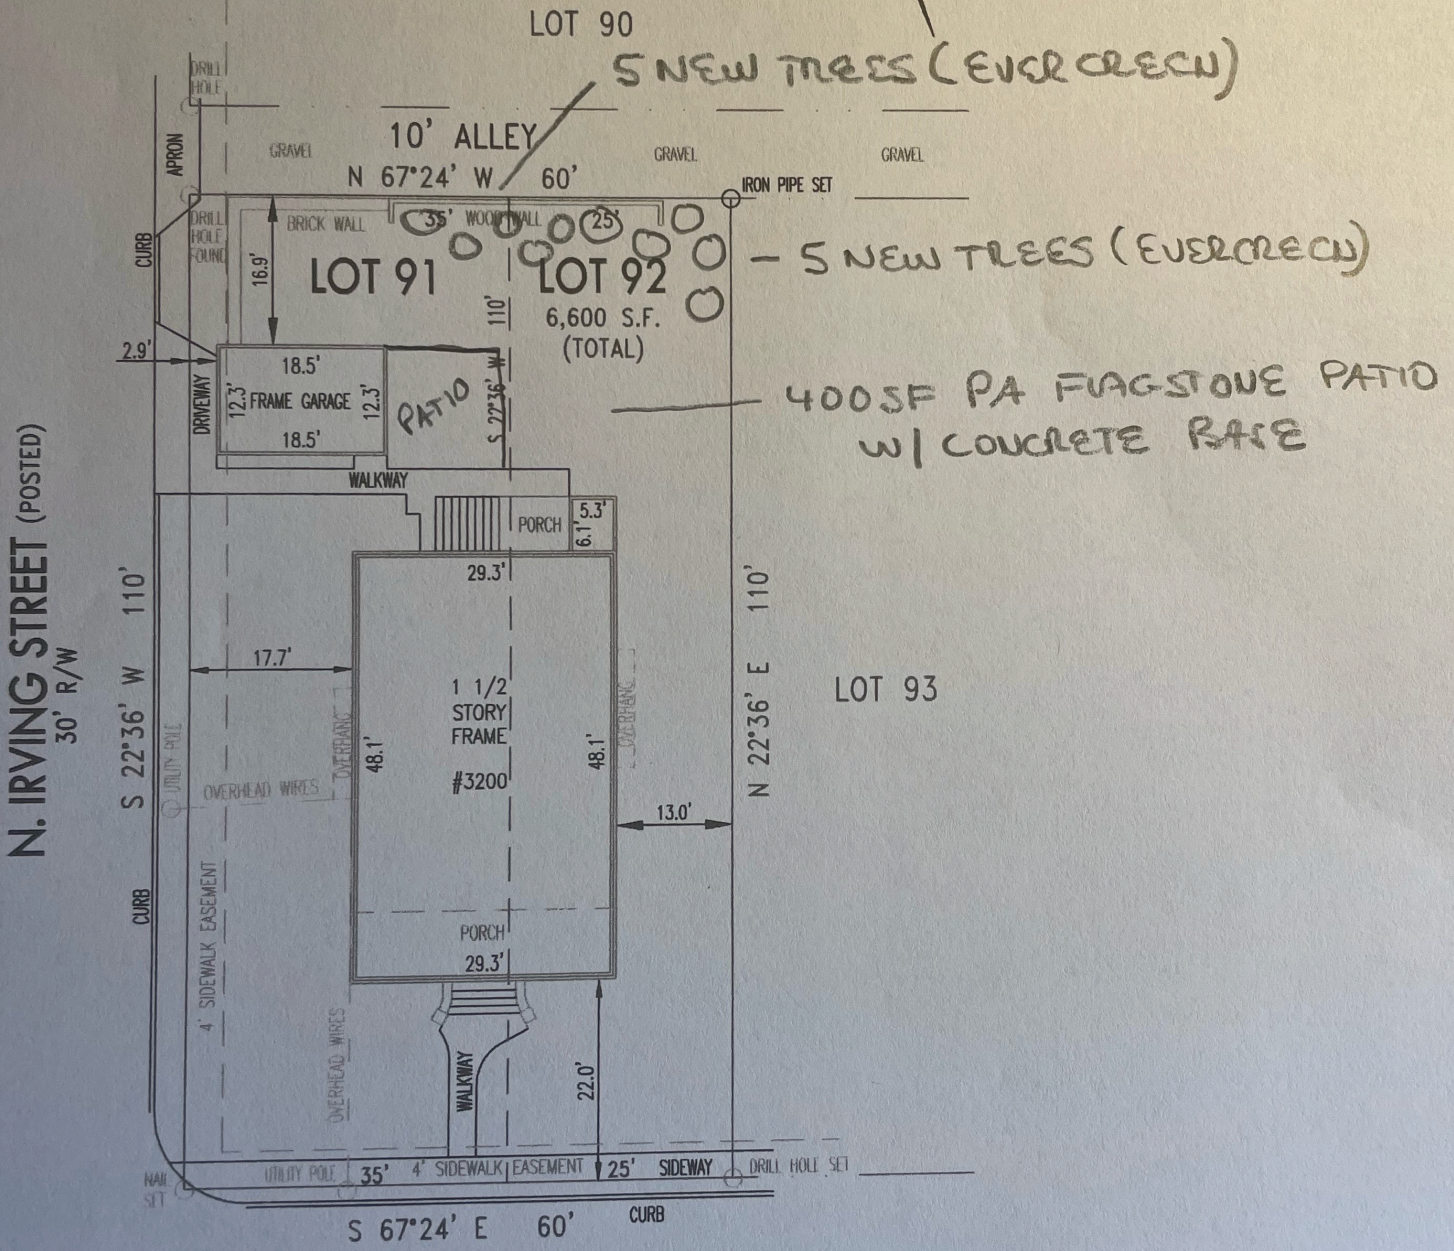 LOT 90
5 NEW TREES (EVERCRECN)
DRILL
HOLE
APRON
10' ALLEY
GRAVEL
GRAVEL
GRAVEL
N 67°24' W 60'
IRON PIPE SET
DRILL
HOLE
FOUND
BRICK WALL
35'
WOOD WALL
25'
CURB
16.9'
LOT 91
LOT 92
6,600 S.F.
(TOTAL)
110'
S 22°36' W
- 5 NEW TREES (EVERCRECN)
2.9'
DRIVEWAY
18.5'
12.3'
FRAME GARAGE
12.3'
18.5'
PATIO
400SF PA FLAGSTONE PATIO
W/ CONCRETE BASE
WALKWAY
PORCH
5.3'
6.1'
N. IRVING STREET (POSTED)
30' R/W
S 22°36' W 110'
29.3'
17.7'
1 1/2
STORY
FRAME
#3200
48.1'
48.1'
OVERHANG
OVERHANG
UTILITY POLE
OVERHEAD WIRES
N 22°36' E 110'
LOT 93
13.0'
CURB
4' SIDEWALK EASEMENT
PORCH
29.3'
OVERHEAD WIRES
WALKWAY
22.0'
NAIL
SET
UTILITY POLE
35'
4' SIDEWALK EASEMENT
25'
SIDEWAY
DRILL HOLE SET
S 67°24' E 60'
CURB